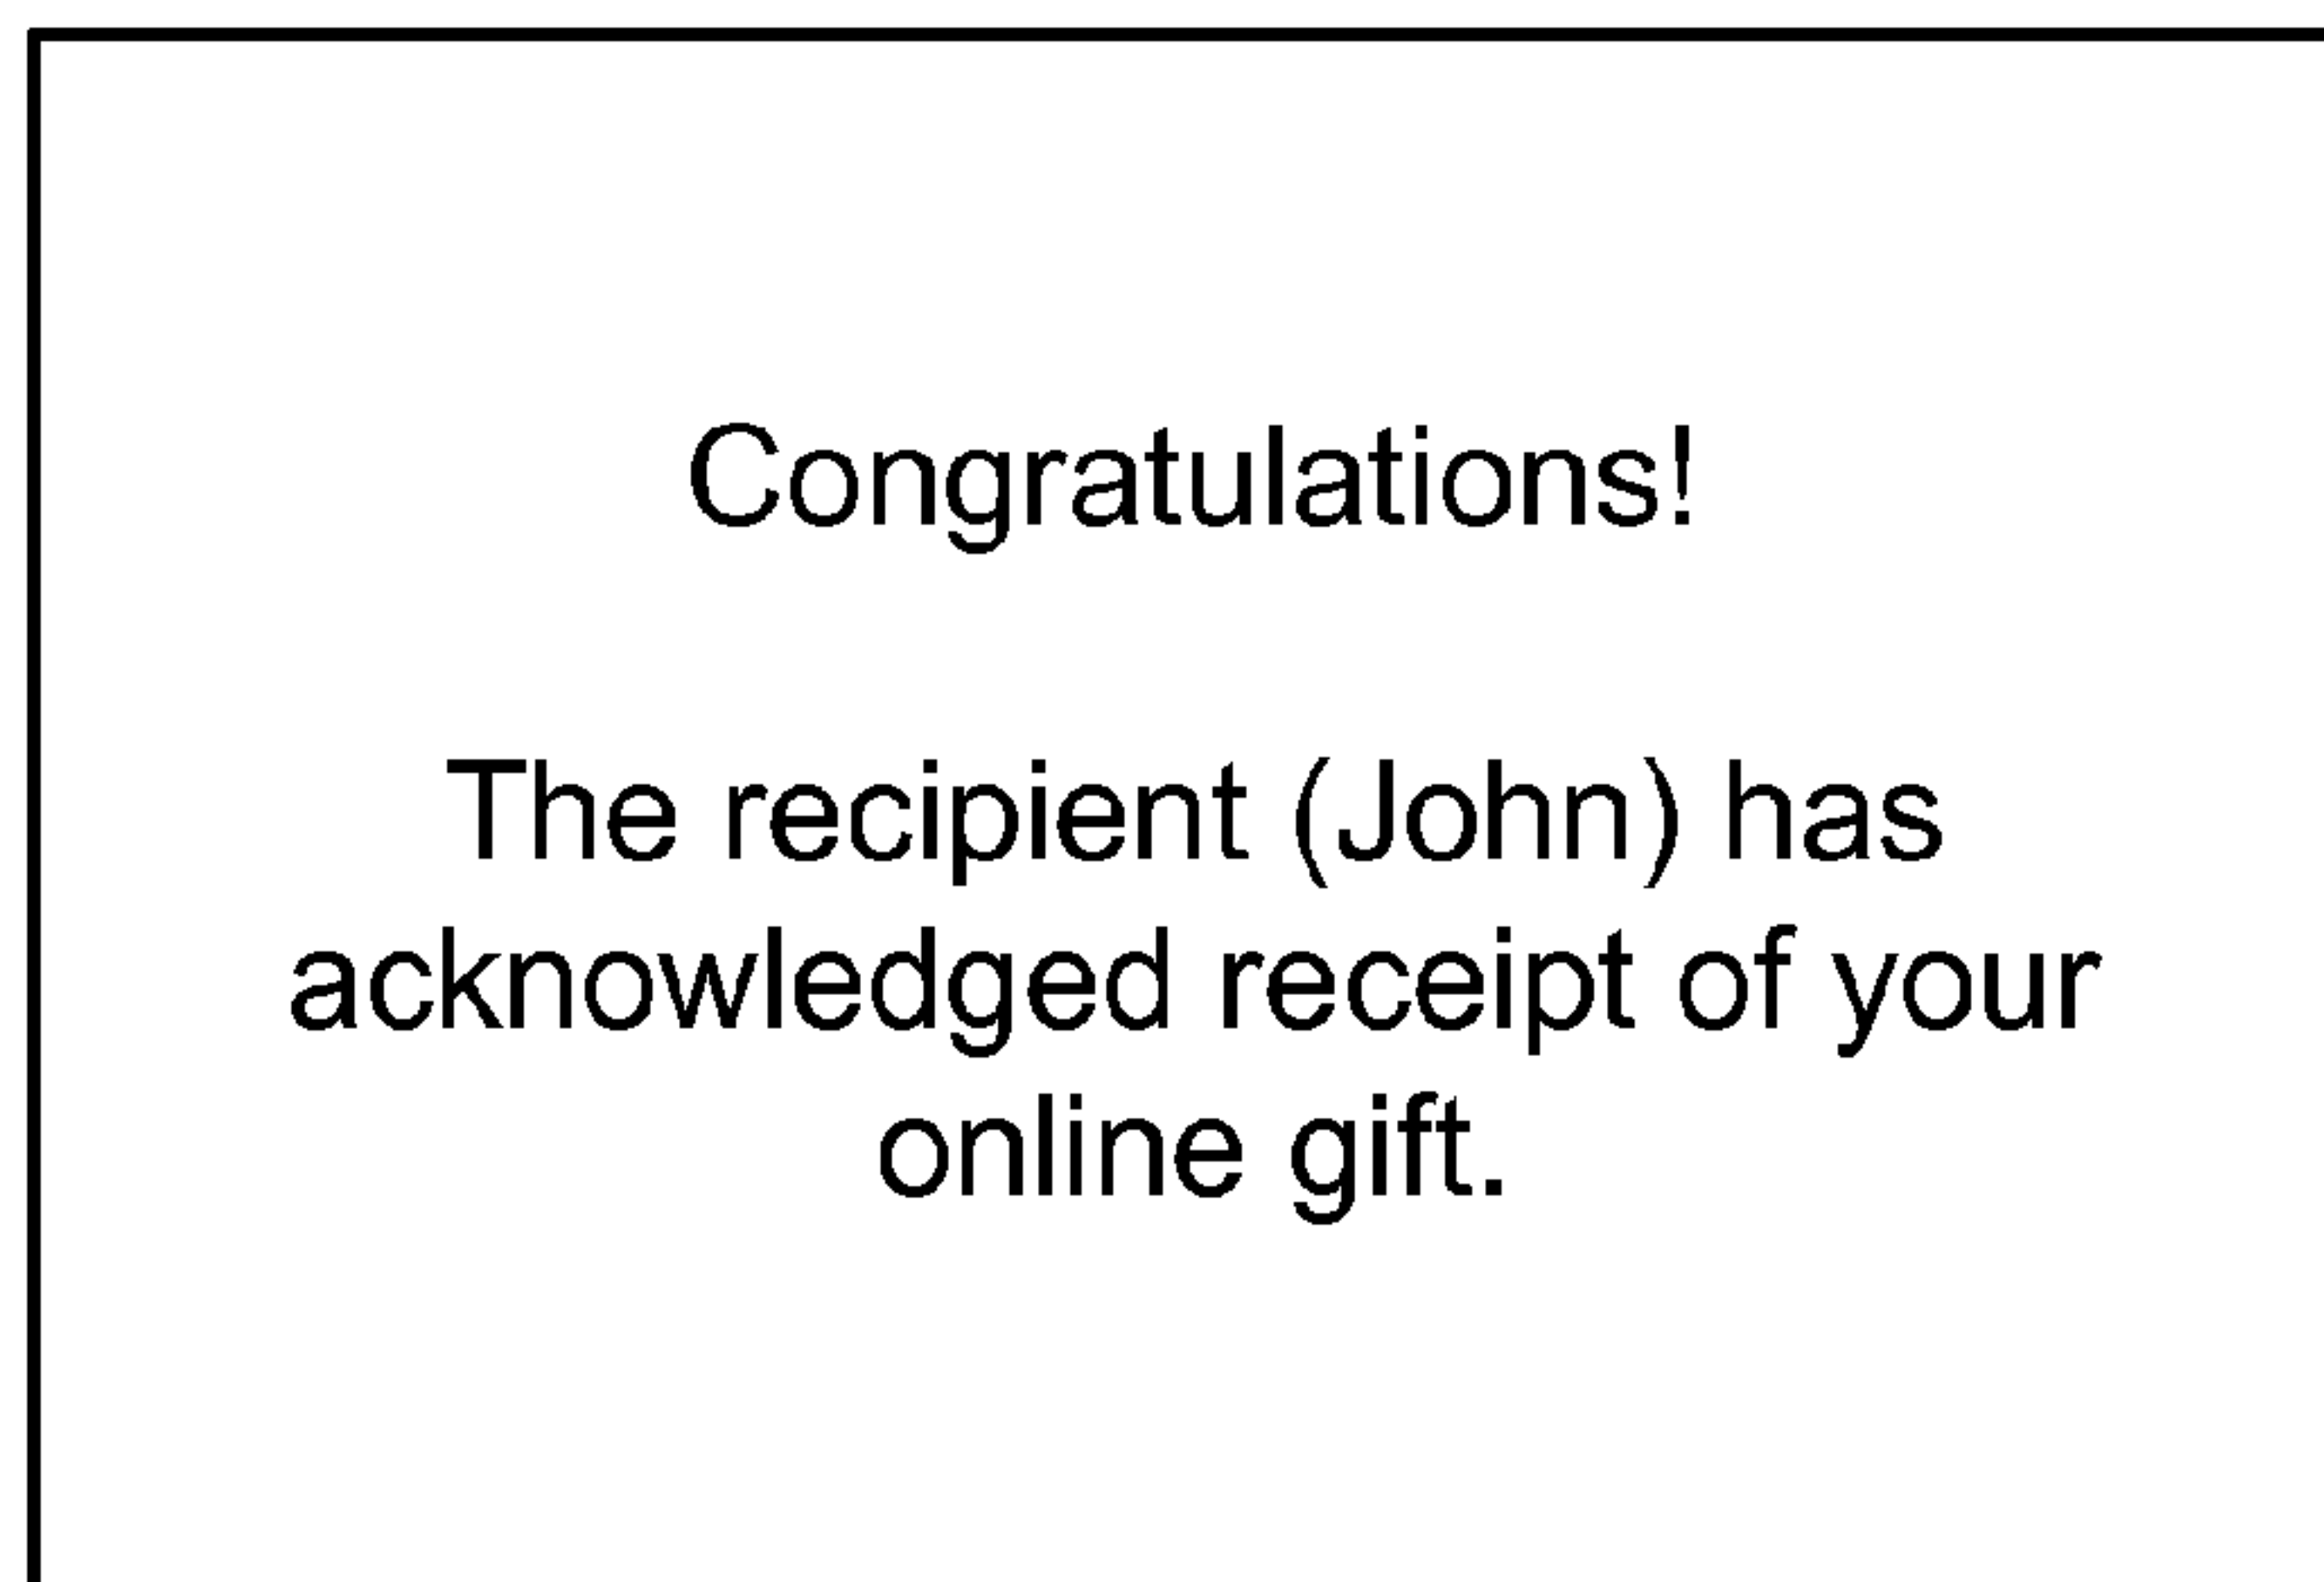 Congratulations!
The recipient (John) has
acknowledged receipt of your
online gift.